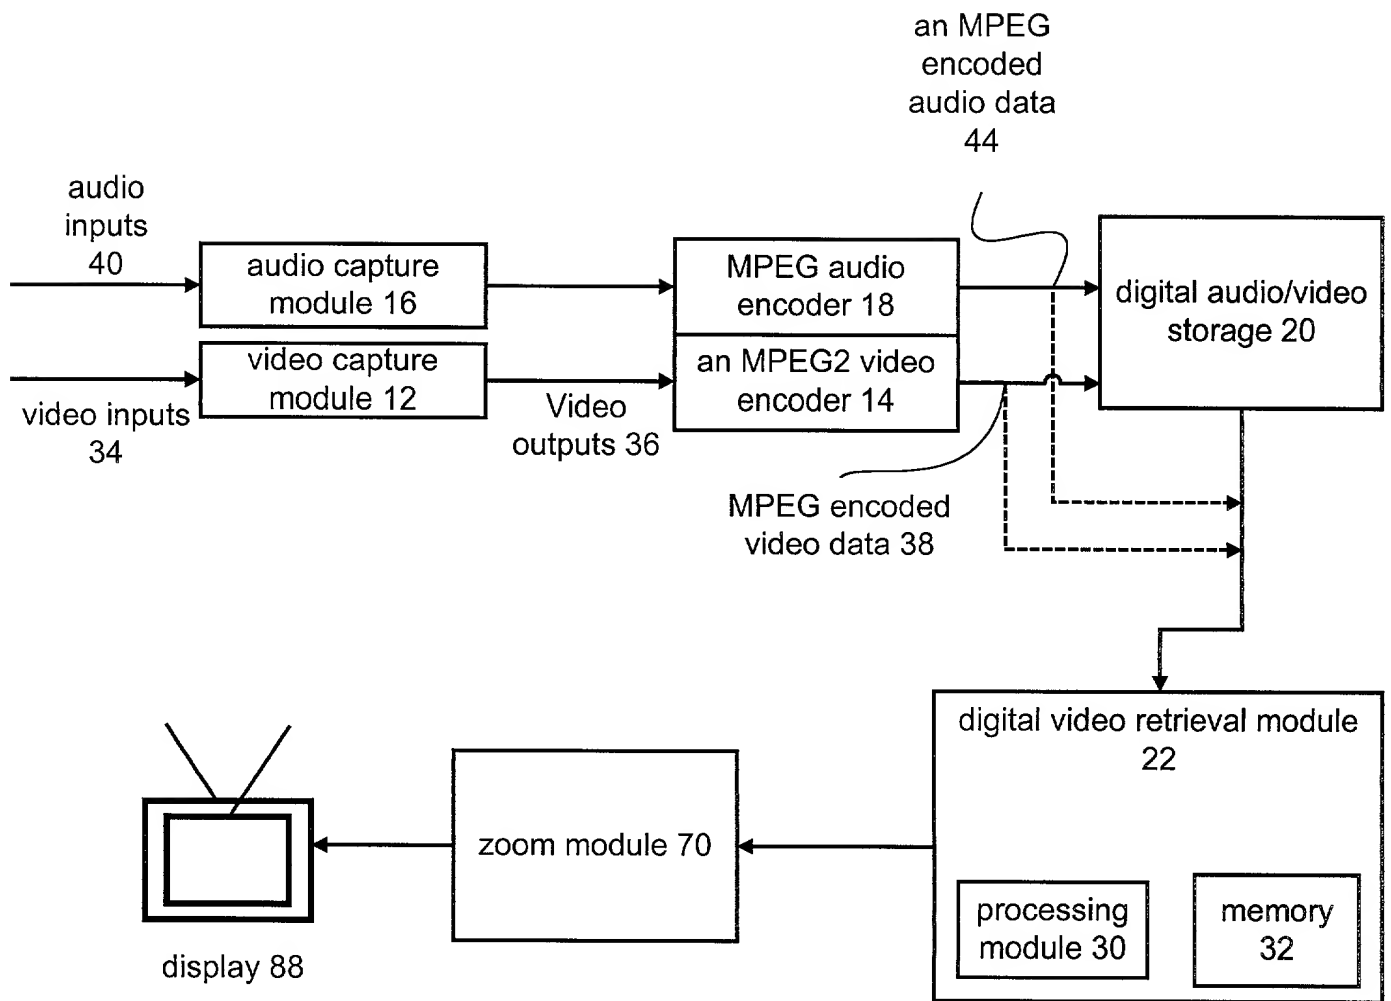 an MPEG
encoded
audio data
44
audio
inputs
40
audio capture
module 16
MPEG audio
encoder 18
digital audio/video
storage 20
video inputs
34
video capture
module 12
Video
outputs 36
an MPEG2 video
encoder 14
MPEG encoded
video data 38
digital video retrieval module
22
processing
module 30
memory
32
zoom module 70
display 88